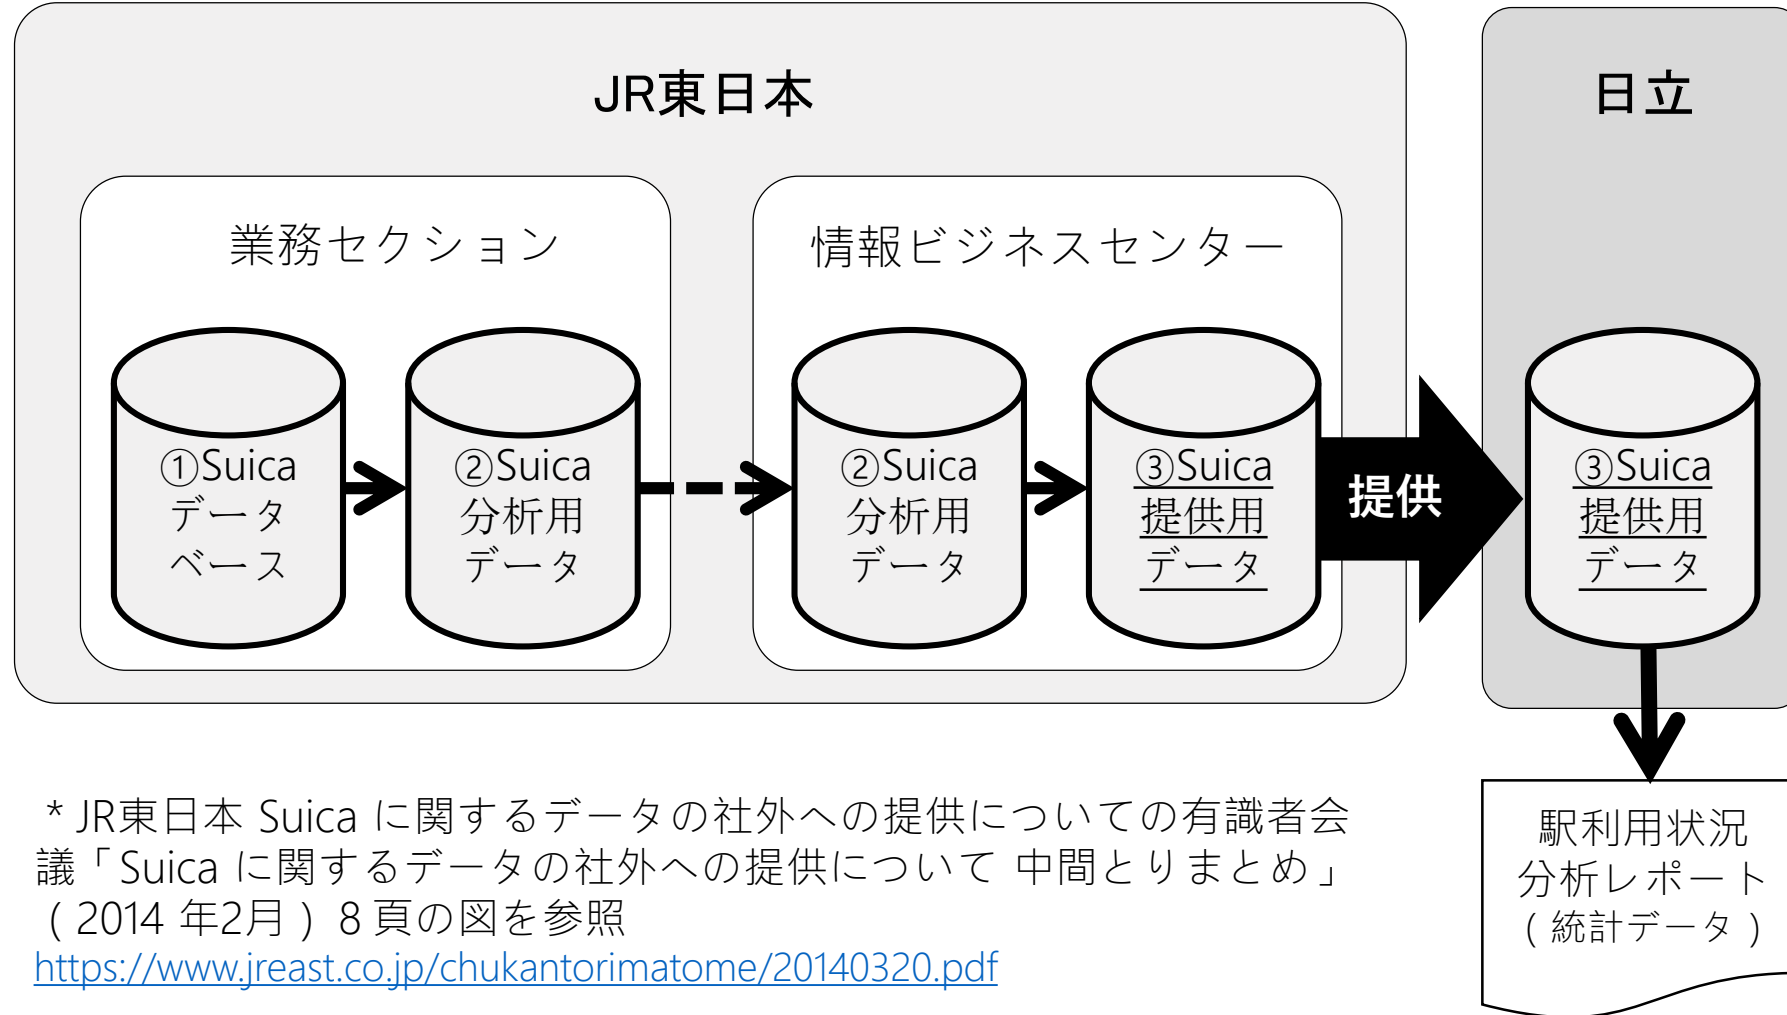 JR東日本
日立
業務セクション
情報ビジネスセンター
①Suica
データ
ベース
②Suica
分析用
データ
②Suica
分析用
データ
③Suica
提供用
データ
提供
③Suica
提供用
データ
駅利用状況
分析レポート
(統計データ)
* JR東日本 Suica に関するデータの社外への提供についての有識者会
議「Suica に関するデータの社外への提供について 中間とりまとめ」
(2014 年2月)8頁の図を参照
https://www.jreast.co.jp/chukantorimatome/20140320.pdf